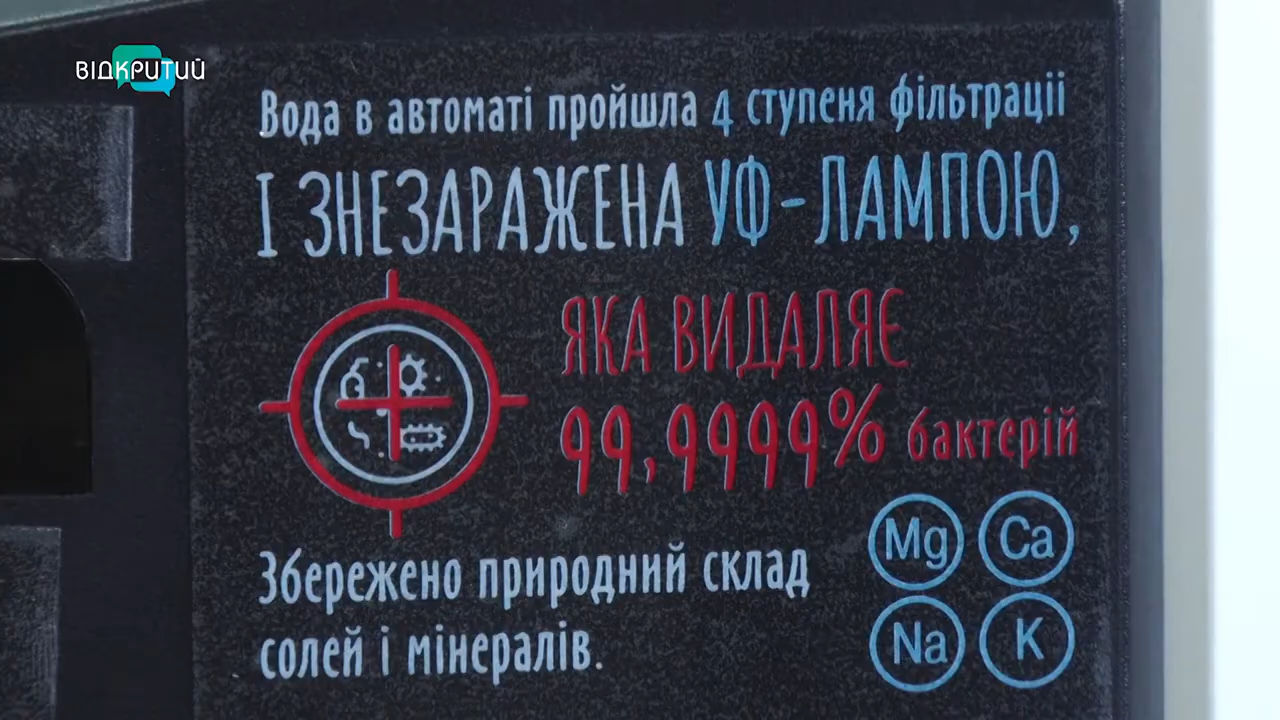 ВІДКРИТИЙ
Вода в автоматі пройшла 4 ступеня фільтрації
І ЗНЕЗАРАЖЕНА УФ-ЛАМПОЮ,
ЯКА ВИДАЛЯЄ
99,9999% бактерій
Збережено природний склад
солей і мінералів.
Mg Ca
Na K